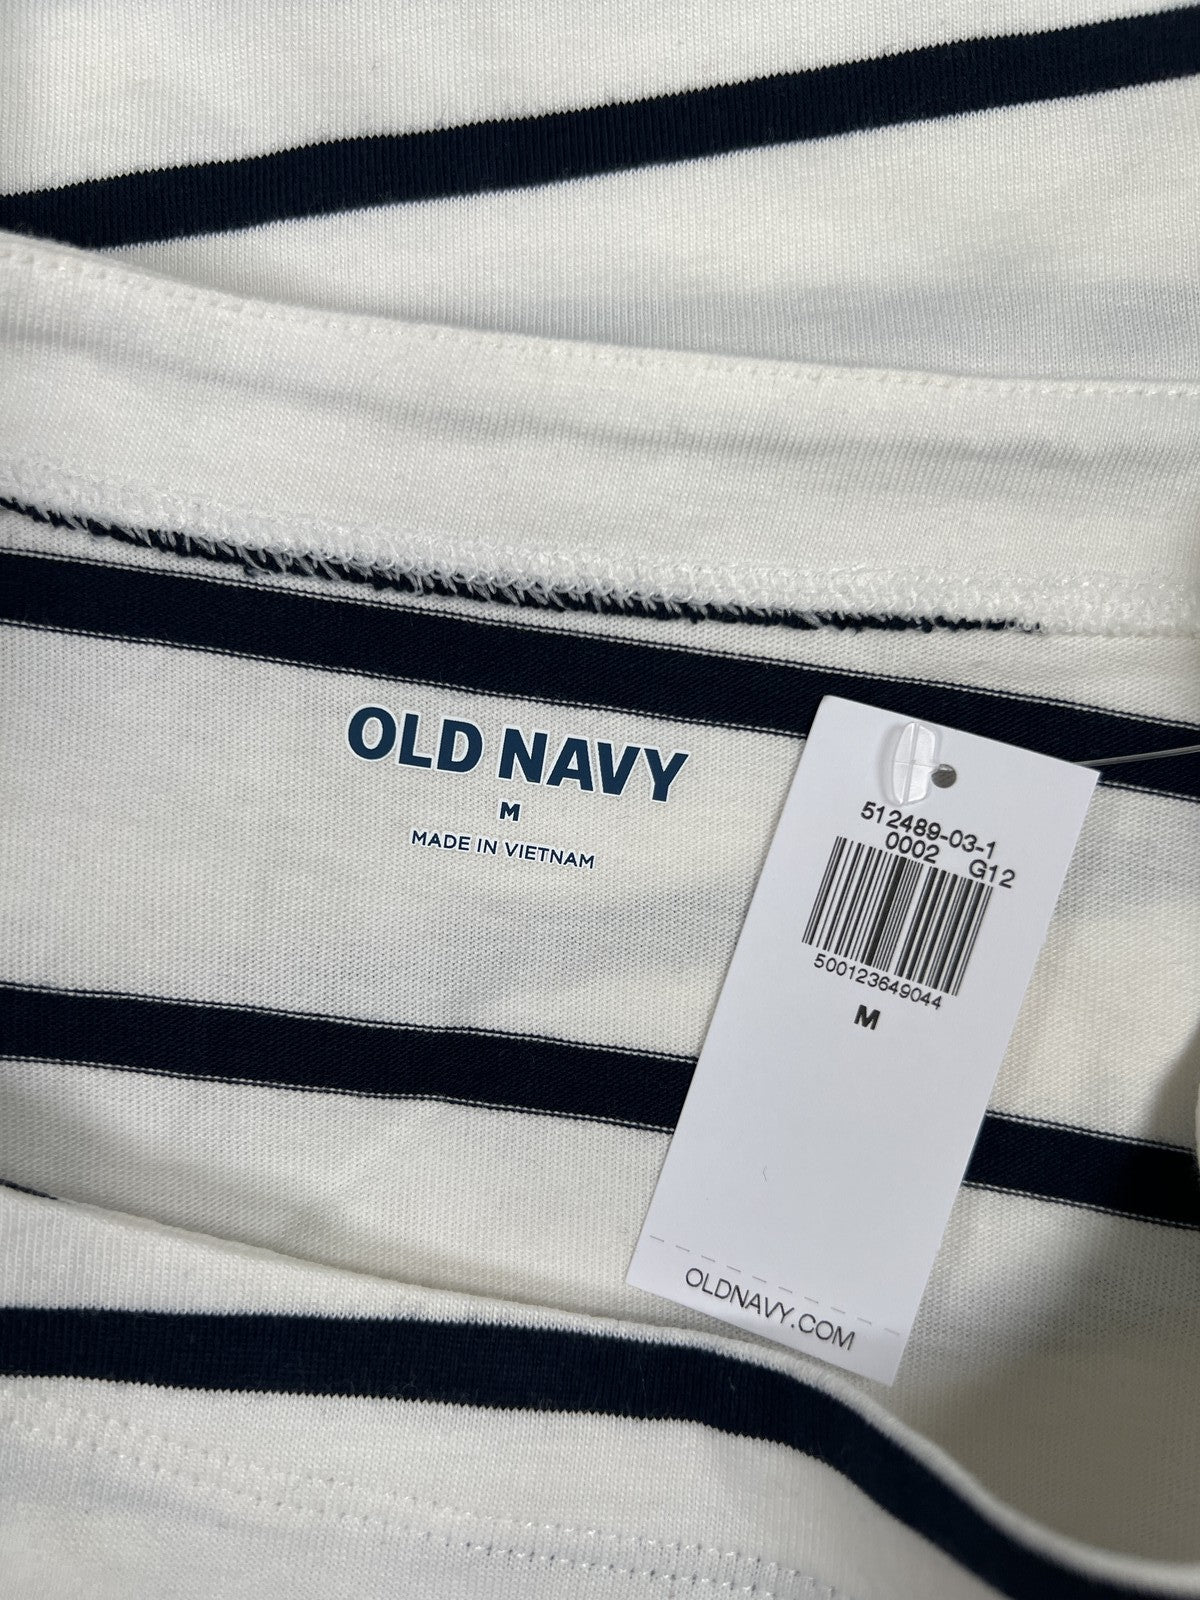 OLD NAVY
M
MADE IN VIETNAM
512489-03-1
0002 G12
500123649044
M
OLDNAVY.COM